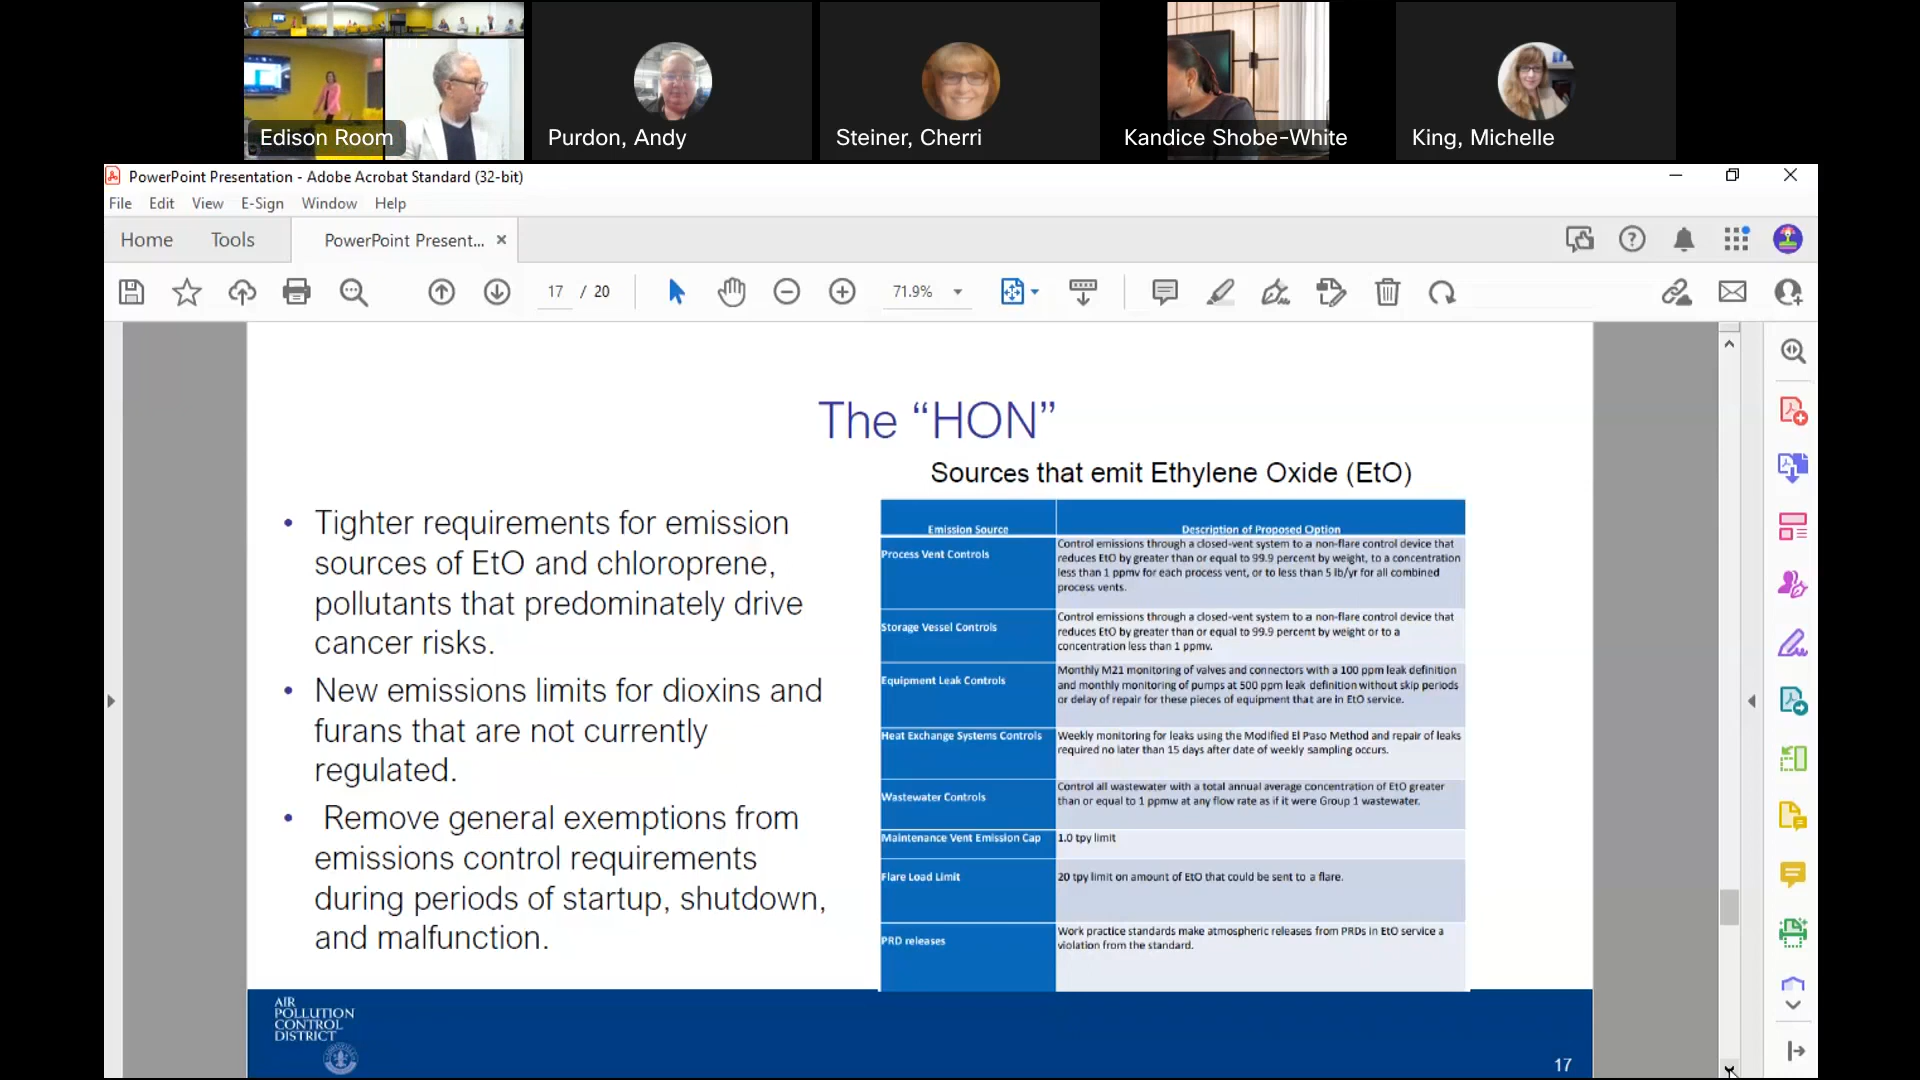 Edison Room
Purdon, Andy
Steiner, Cherri
Kandice Shobe-White
King, Michelle
PowerPoint Presentation - Adobe Acrobat Standard (32-bit)
File Edit View E-Sign Window Help
Home Tools PowerPoint Present... ×
17 / 20 71.9%
The “HON”
Sources that emit Ethylene Oxide (EtO)
• Tighter requirements for emission
sources of EtO and chloroprene,
pollutants that predominately drive
cancer risks.
• New emissions limits for dioxins and
furans that are not currently
regulated.
• Remove general exemptions from
emissions control requirements
during periods of startup, shutdown,
and malfunction.
Emission Source Description of Proposed Option
Process Vent Controls
Control emissions through a closed-vent system to a non-flare control device that
reduces EtO by greater than or equal to 99.9 percent by weight, to a concentration
less than 1 ppmv for each process vent, or to less than 5 lb/yr for all combined
process vents.
Storage Vessel Controls
Control emissions through a closed-vent system to a non-flare control device that
reduces EtO by greater than or equal to 99.9 percent by weight or to a
concentration less than 1 ppmv.
Equipment Leak Controls
Monthly M21 monitoring of valves and connectors with a 100 ppm leak definition
and monthly monitoring of pumps at 500 ppm leak definition without skip periods
or delay of repair for these pieces of equipment that are in EtO service.
Heat Exchange Systems Controls
Weekly monitoring for leaks using the Modified El Paso Method and repair of leaks
required no later than 15 days after date of weekly sampling occurs.
Wastewater Controls
Control all wastewater with a total annual average concentration of EtO greater
than or equal to 1 ppmw at any flow rate as if it were Group 1 wastewater.
Maintenance Vent Emission Cap
1.0 tpy limit
Flare Load Limit
20 tpy limit on amount of EtO that could be sent to a flare.
PRD releases
Work practice standards make atmospheric releases from PRDs in EtO service a
violation from the standard.
AIR
POLLUTION
CONTROL
DISTRICT
17